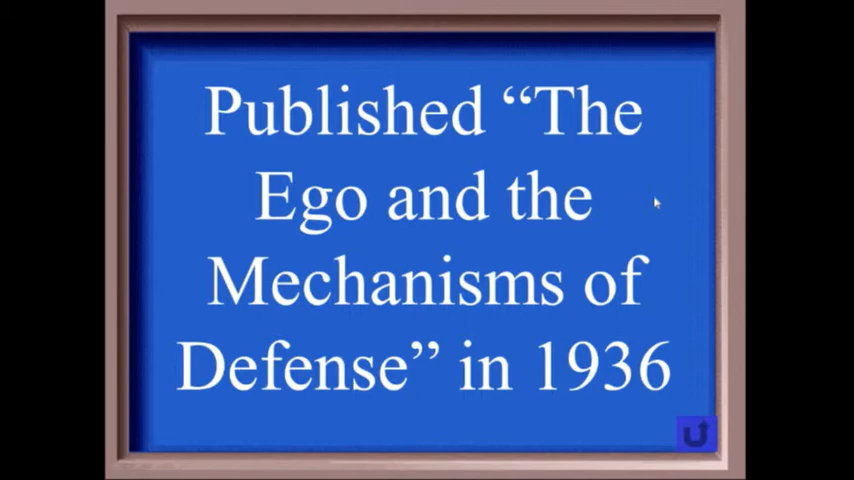 Published “The
Ego and the
Mechanisms of
Defense” in 1936